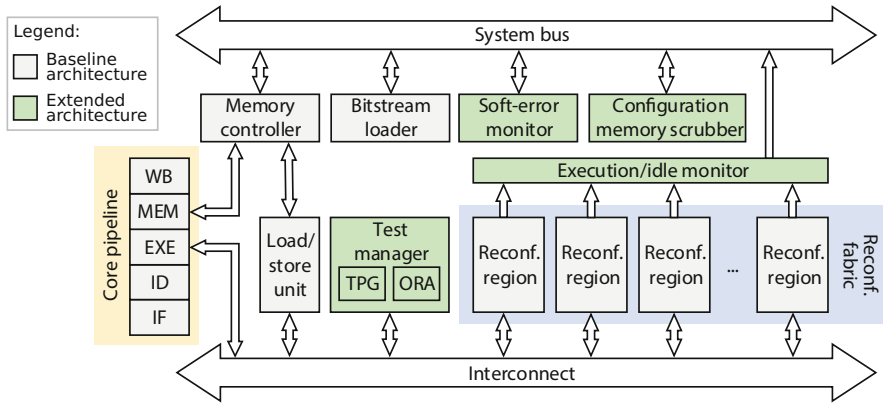 Legend:
Baseline
architecture
Extended
architecture
System bus
Memory
controller
Bitstream
loader
Soft-error
monitor
Configuration
memory scrubber
Execution/idle monitor
Core pipeline
WB
MEM
EXE
ID
IF
Load/
store
unit
Test
manager
TPG
ORA
Reconf.
region
Reconf.
region
Reconf.
region
...
Reconf.
region
Reconf.
fabric
Interconnect